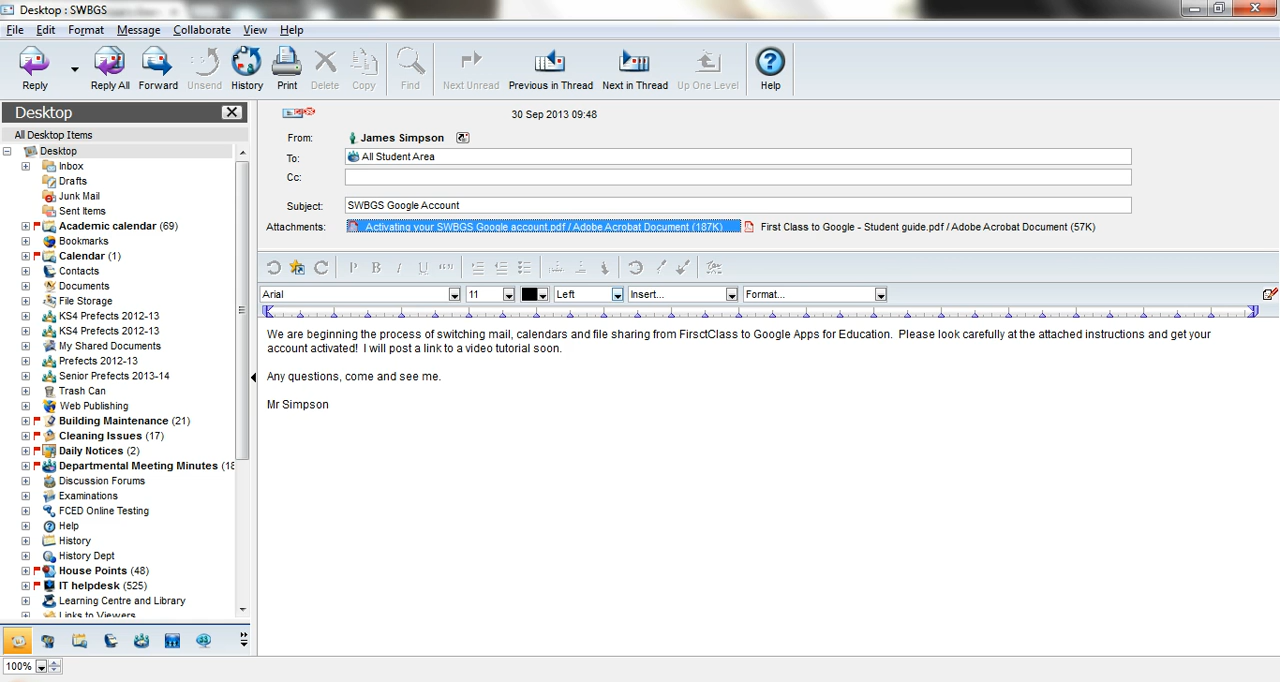 Desktop : SWBGS
File Edit Format Message Collaborate View Help
Reply Reply All Forward Unsend History Print Delete Copy Find Next Unread Previous in Thread Next in Thread Up One Level Help
Desktop
30 Sep 2013 09:48
All Desktop Items
From: James Simpson
To: All Student Area
Cc:
Subject: SWBGS Google Account
Attachments: Activating your SWBGS Google account.pdf / Adobe Acrobat Document (187K) First Class to Google - Student guide.pdf / Adobe Acrobat Document (57K)
P B I U
Arial 11 Left Insert... Format...
We are beginning the process of switching mail, calendars and file sharing from FirsctClass to Google Apps for Education. Please look carefully at the attached instructions and get your
account activated! I will post a link to a video tutorial soon.
Any questions, come and see me.
Mr Simpson
Desktop
Inbox
Drafts
Junk Mail
Sent Items
Academic calendar (69)
Bookmarks
Calendar (1)
Contacts
Documents
File Storage
KS4 Prefects 2012-13
KS4 Prefects 2012-13
My Shared Documents
Prefects 2012-13
Senior Prefects 2013-14
Trash Can
Web Publishing
Building Maintenance (21)
Cleaning Issues (17)
Daily Notices (2)
Departmental Meeting Minutes (18
Discussion Forums
Examinations
FCED Online Testing
Help
History
History Dept
House Points (48)
IT helpdesk (525)
Learning Centre and Library
Links to Viewers
100%